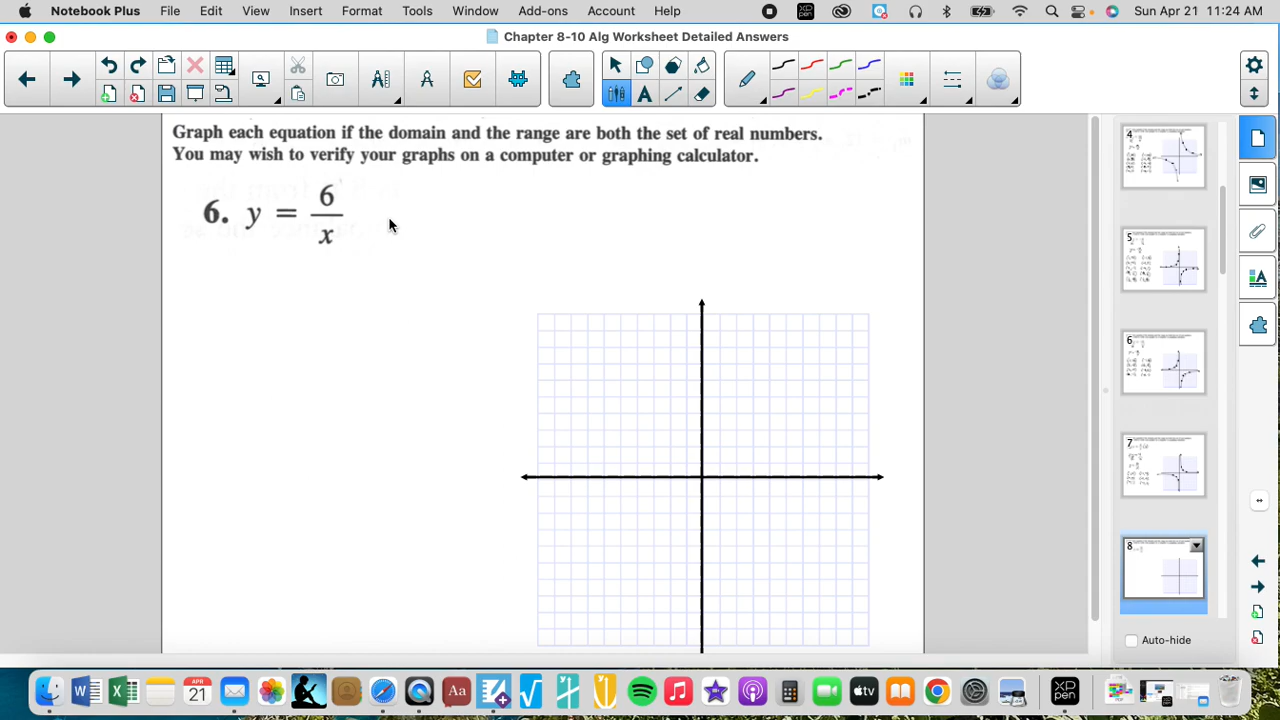 Notebook Plus File Edit View Insert Format Tools Window Add-ons Account Help Sun Apr 21 11:24 AM
Chapter 8-10 Alg Worksheet Detailed Answers
Graph each equation if the domain and the range are both the set of real numbers.
You may wish to verify your graphs on a computer or graphing calculator.
6. y = 6/x
4
5
6
7
8
Auto-hide
APR
21